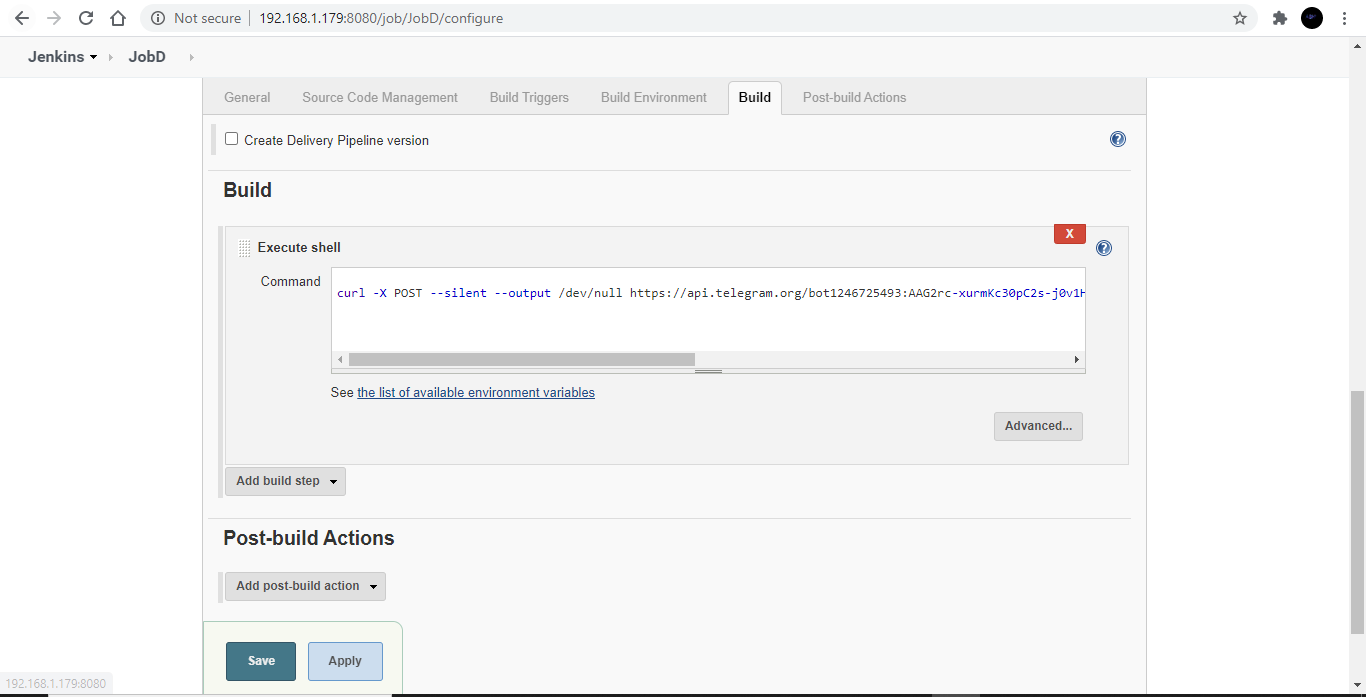 Not secure 192.168.1.179:8080/job/JobD/configure
Jenkins JobD
General Source Code Management Build Triggers Build Environment Build Post-build Actions
Create Delivery Pipeline version
Build
X
Execute shell
Command
curl -X POST --silent --output /dev/null https://api.telegram.org/bot1246725493:AAG2rc-xurmKc30pC2s-j0v1H
See the list of available environment variables
Advanced...
Add build step
Post-build Actions
Add post-build action
Save Apply
192.168.1.179:8080